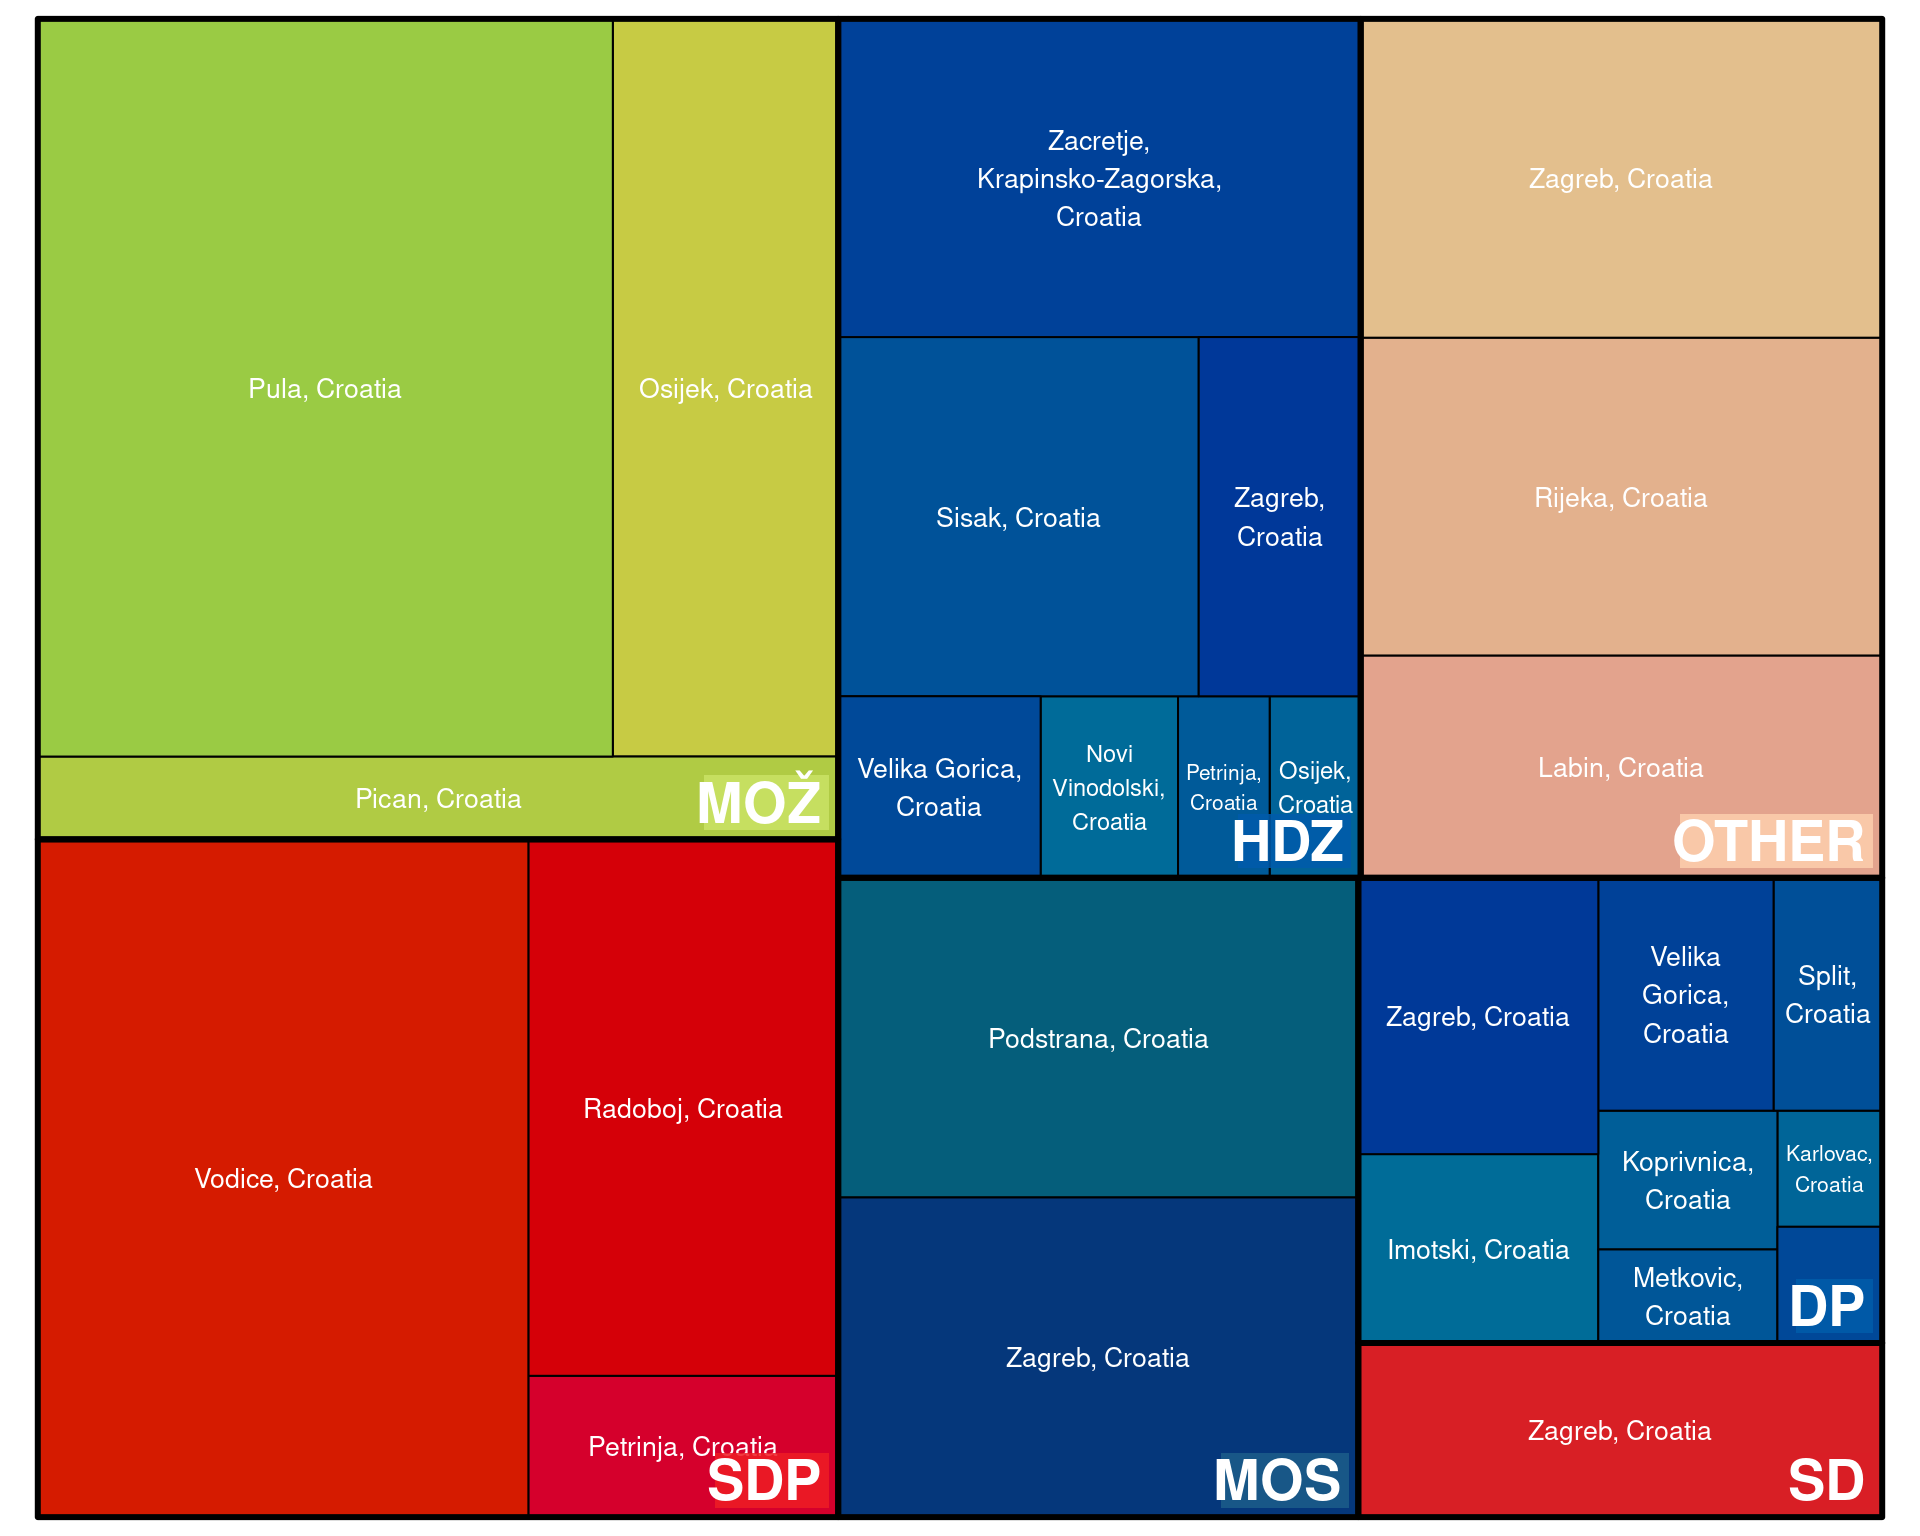 Pula, Croatia
Osijek, Croatia
Pican, Croatia
MOŽ
Zacretje,
Krapinsko-Zagorska,
Croatia
Sisak, Croatia
Zagreb,
Croatia
Velika Gorica,
Croatia
Novi
Vinodolski,
Croatia
Petrinja,
Croatia
Osijek,
Croatia
HDZ
Zagreb, Croatia
Rijeka, Croatia
Labin, Croatia
OTHER
Vodice, Croatia
Radoboj, Croatia
Petrinja, Croatia
SDP
Podstrana, Croatia
Zagreb, Croatia
MOS
Zagreb, Croatia
Velika
Gorica,
Croatia
Split,
Croatia
Imotski, Croatia
Koprivnica,
Croatia
Karlovac,
Croatia
Metkovic,
Croatia
DP
Zagreb, Croatia
SD